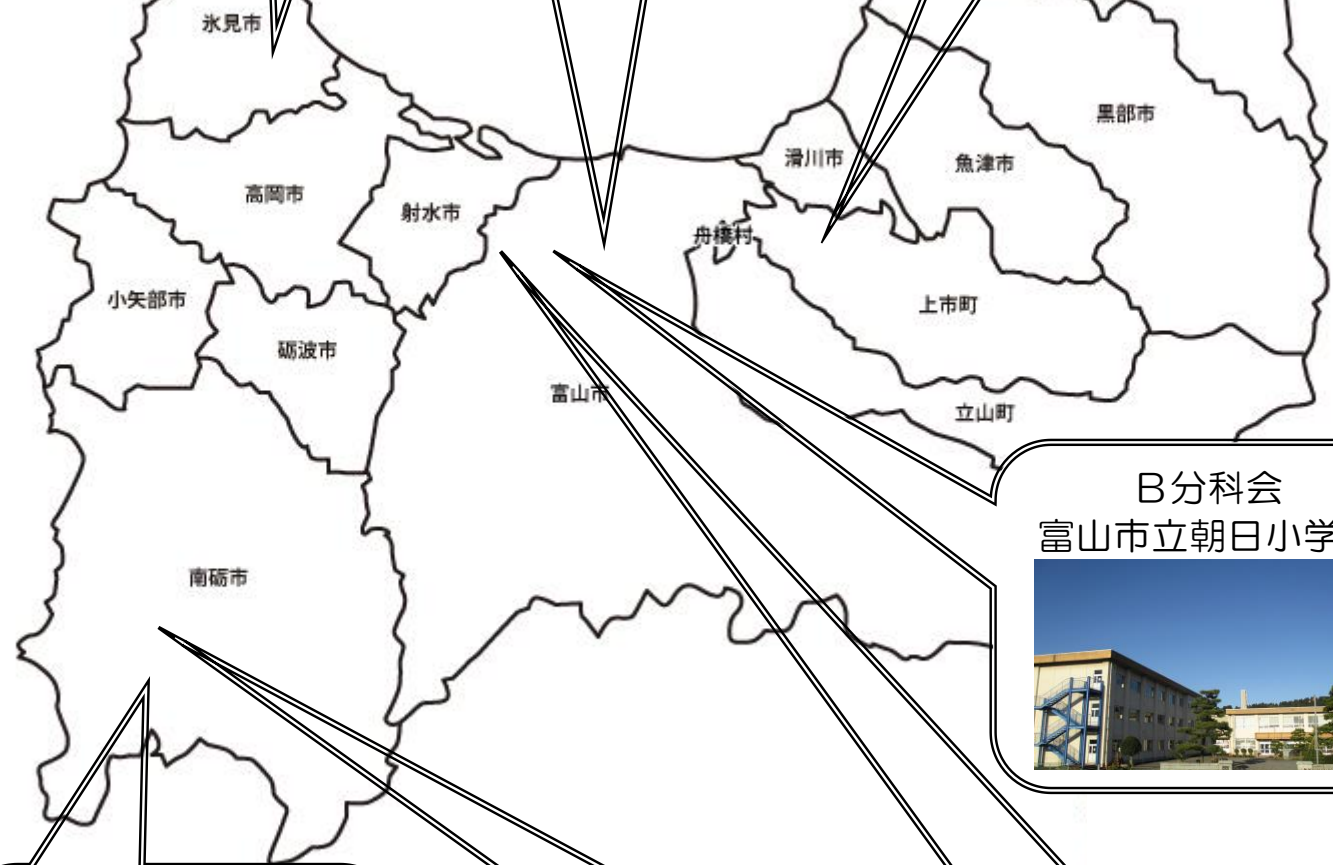 氷見市
黒部市
滑川市
魚津市
高岡市
射水市
舟橋村
小矢部市
上市町
砺波市
富山市
立山町
B分科会
富山市立朝日小学
南砺市